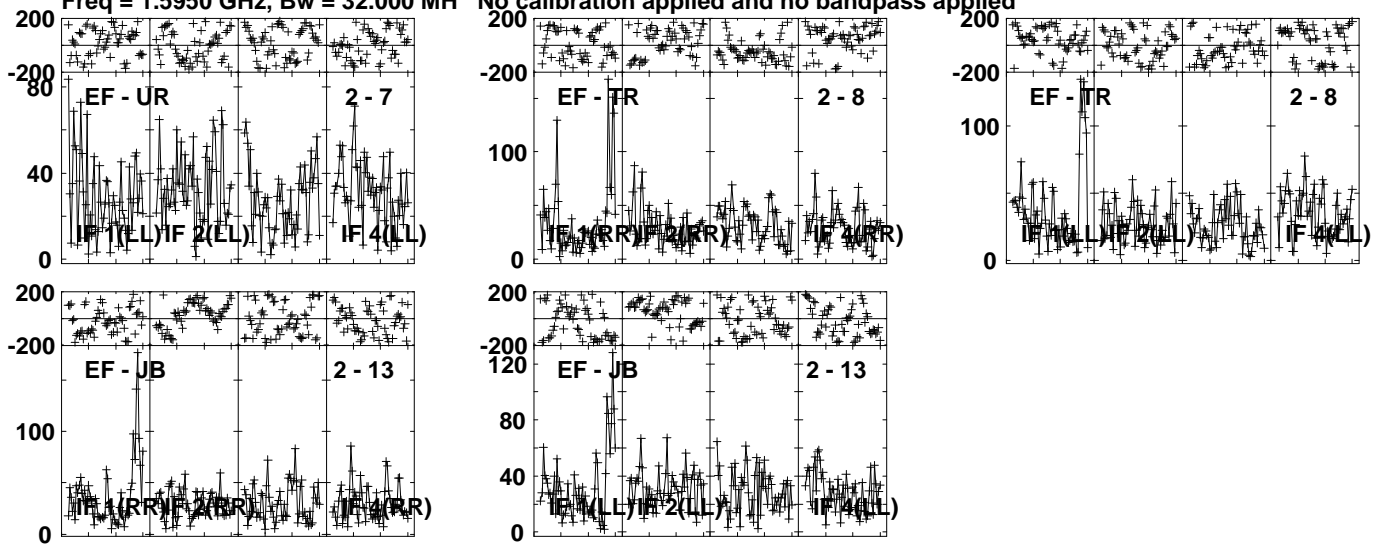 Freq = 1.5950 GHz, Bw = 32.000 MH No calibration applied and no bandpass applied
200
-200
80
40
0
EF - UR 2 - 7
IF 1(LL) IF 2(LL) IF 4(LL)
200
-200
100
0
EF - TR 2 - 8
IF 1(RR) IF 2(RR) IF 4(RR)
200
-200
100
0
EF - TR 2 - 8
IF 1(LL) IF 2(LL) IF 4(LL)
200
-200
100
0
EF - JB 2 - 13
IF 1(RR) IF 2(RR) IF 4(RR)
200
-200
120
80
40
0
EF - JB 2 - 13
IF 1(LL) IF 2(LL) IF 4(LL)